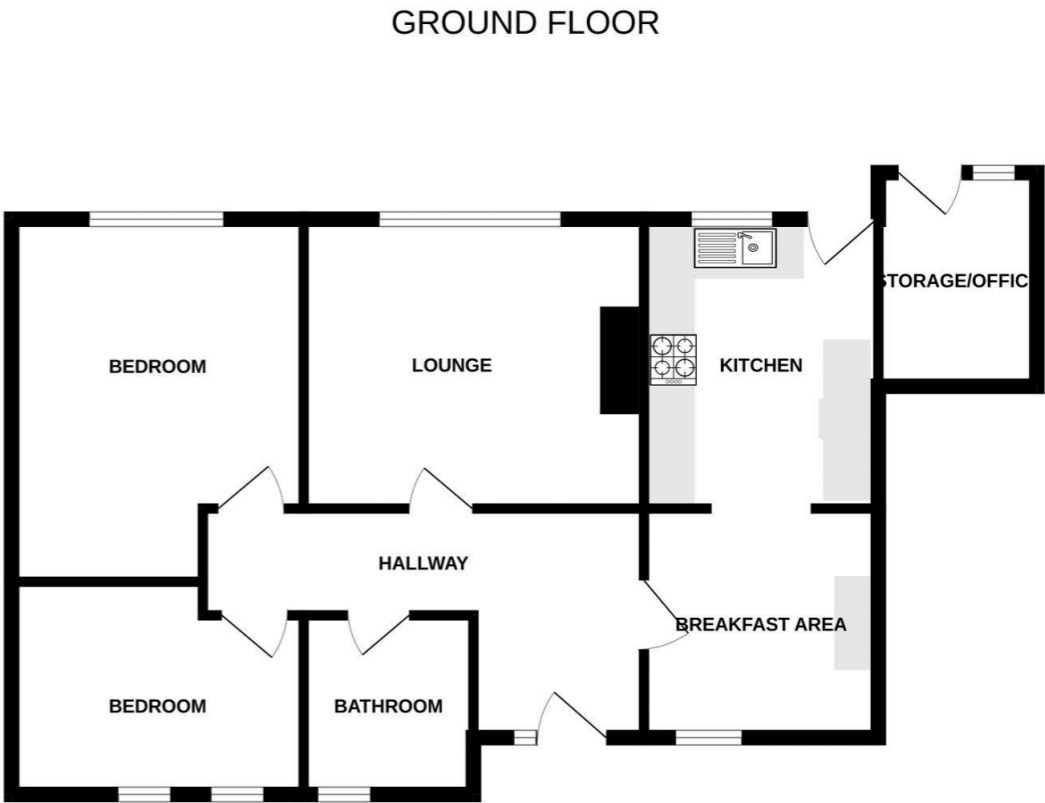 GROUND FLOOR
STORAGE/OFFIC
BEDROOM
LOUNGE
KITCHEN
HALLWAY
BREAKFAST AREA
BEDROOM
BATHROOM